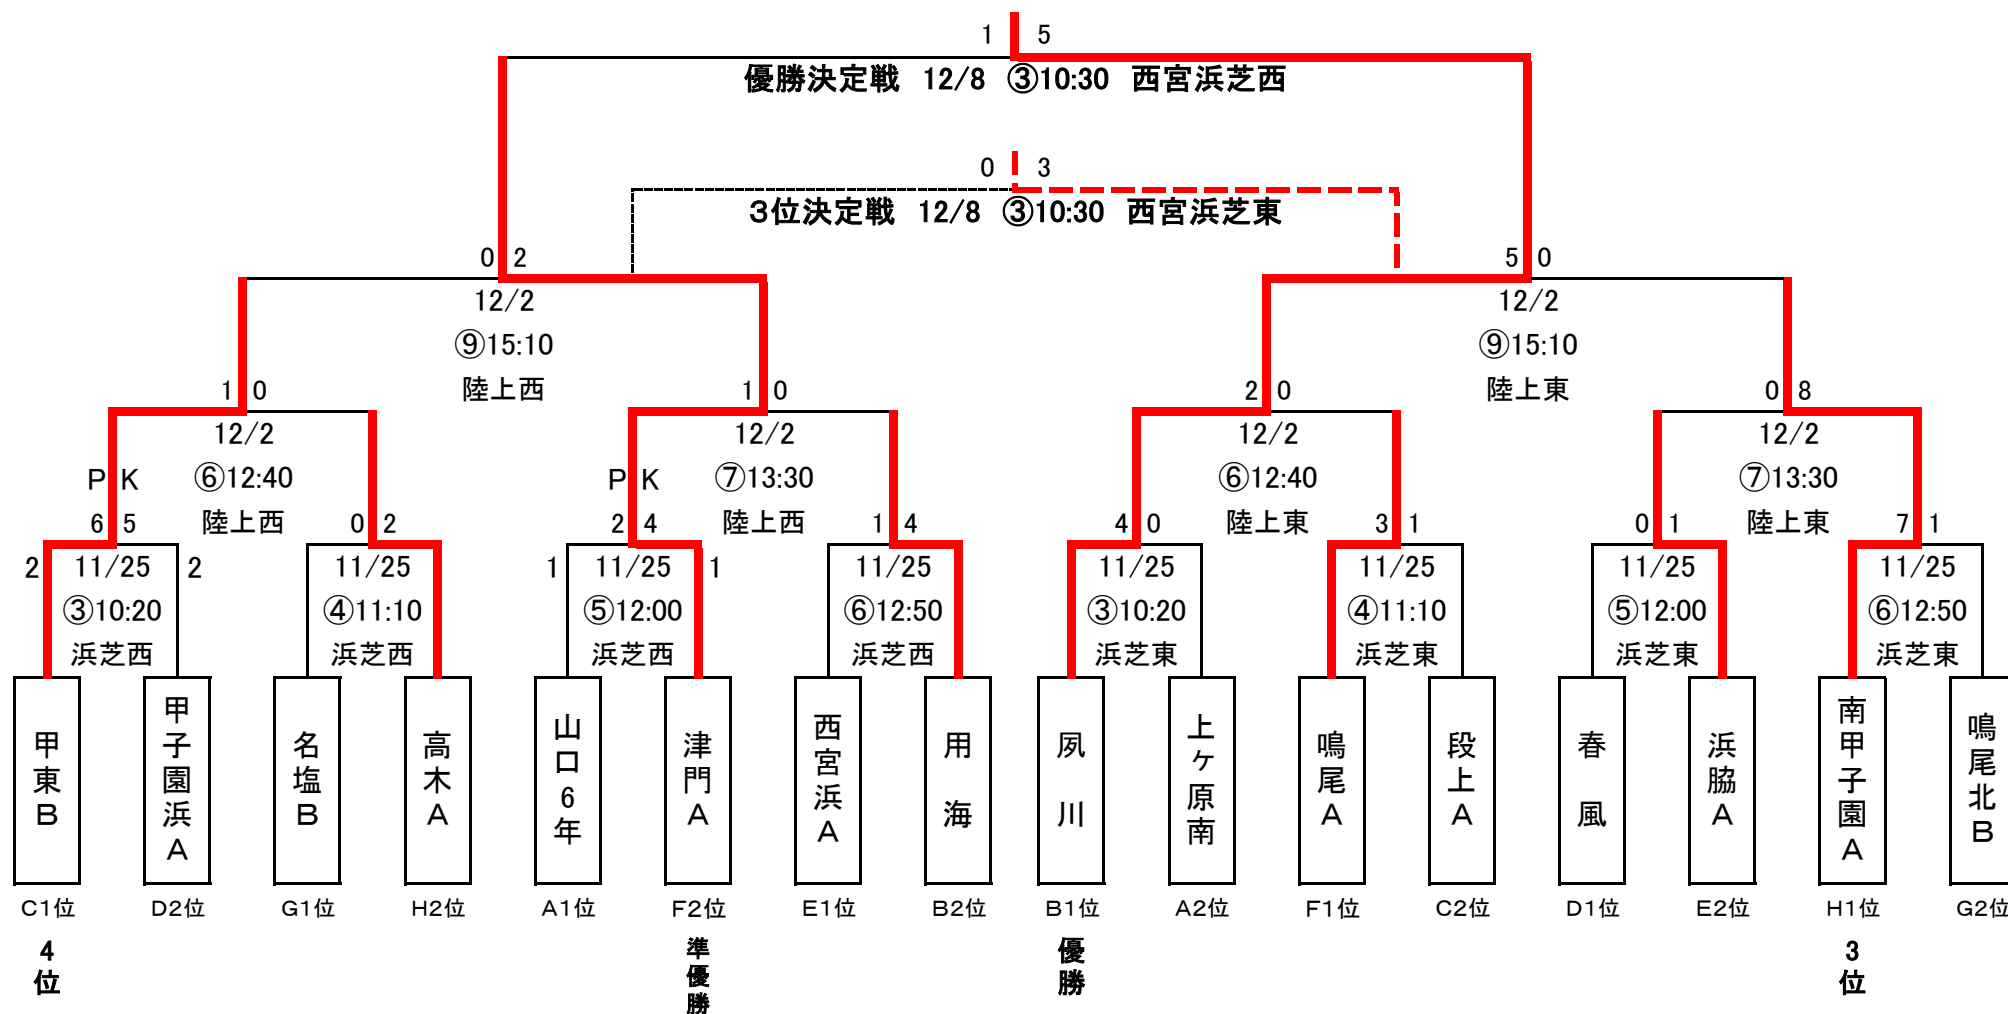 1 5
優勝決定戦 12/8 ③10:30 西宮浜芝西
0 3
3位決定戦 12/8 ③10:30 西宮浜芝東
0 2
5 0
12/2
12/2
⑨15:10
⑨15:10
陸上西
陸上東
1 0
1 0
2 0
0 8
12/2
12/2
12/2
12/2
PK
⑥12:40
PK
⑦13:30
⑥12:40
⑦13:30
陸上西
陸上西
陸上東
陸上東
6 5
0 2
2 4
1 4
4 0
3 1
0 1
7 1
2
11/25
2
11/25
1
11/25
1
11/25
11/25
11/25
11/25
11/25
③10:20
④11:10
⑤12:00
⑥12:50
③10:20
④11:10
⑤12:00
⑥12:50
浜芝西
浜芝西
浜芝西
浜芝西
浜芝東
浜芝東
浜芝東
浜芝東
甲東B
甲子園浜A
名塩B
高木A
山口6年
津門A
西宮浜A
用海
夙川
上ヶ原南
鳴尾A
段上A
春風
浜脇A
南甲子園A
鳴尾北B
C1位
D2位
G1位
H2位
A1位
F2位
E1位
B2位
B1位
A2位
F1位
C2位
D1位
E2位
H1位
G2位
4位
準優勝
優勝
3位